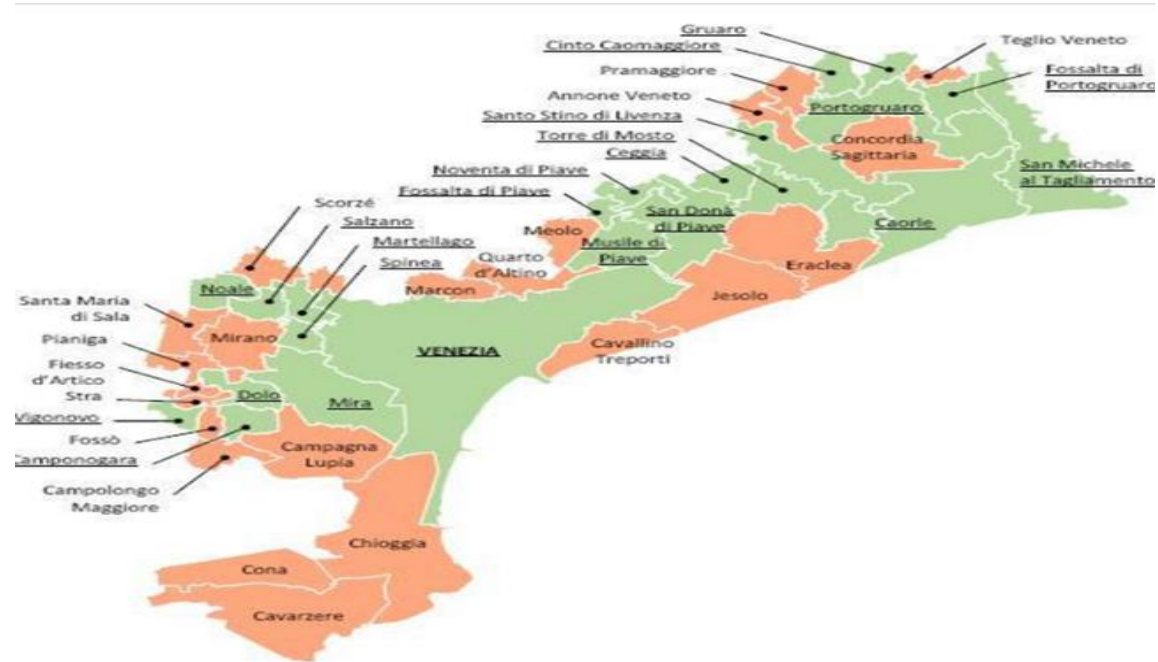 Gruaro
Cinto Caomaggiore
Teglio Veneto
Pramaggiore
Fossalta di
Portogruaro
Annone Veneto
Portogruaro
Santo Stino di Livenza
Torre di Mosto
Concordia
Sagittaria
Ceggia
Noventa di Piave
San Michele
al Tagliamento
Fossalta di Piave
San Donà
di Piave
Caorle
Scorzé
Salzano
Meolo
Martellago
Musile di
Piave
Spinea
Quarto
d'Altino
Eraclea
Noale
Marcon
Jesolo
Santa Maria
di Sala
Mirano
Cavallino
Treporti
Pianiga
VENEZIA
Fiesso
d'Artico
Stra
Dolo
Mira
Vigonovo
Fossò
Campagna
Lupia
Camponogara
Campolongo
Maggiore
Chioggia
Cona
Cavarzere